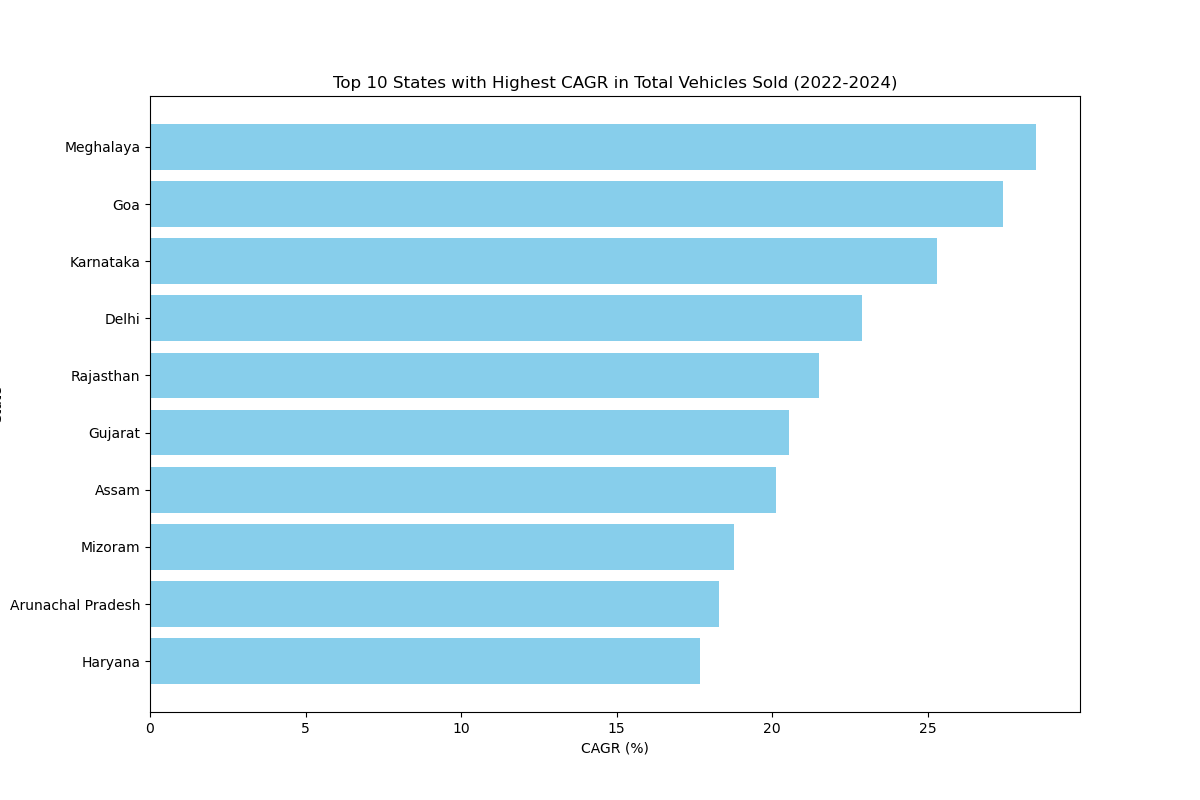 Top 10 States with Highest CAGR in Total Vehicles Sold (2022-2024)
Meghalaya
Goa
Karnataka
Delhi
Rajasthan
Gujarat
Assam
Mizoram
Arunachal Pradesh
Haryana
0 5 10 15 20 25
CAGR (%)